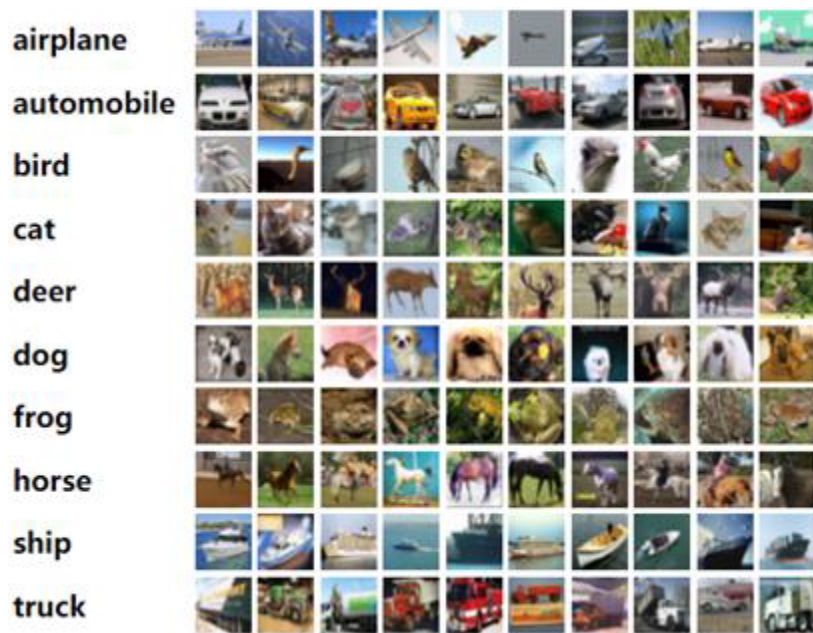 airplane
automobile
bird
cat
deer
dog
frog
horse
ship
truck